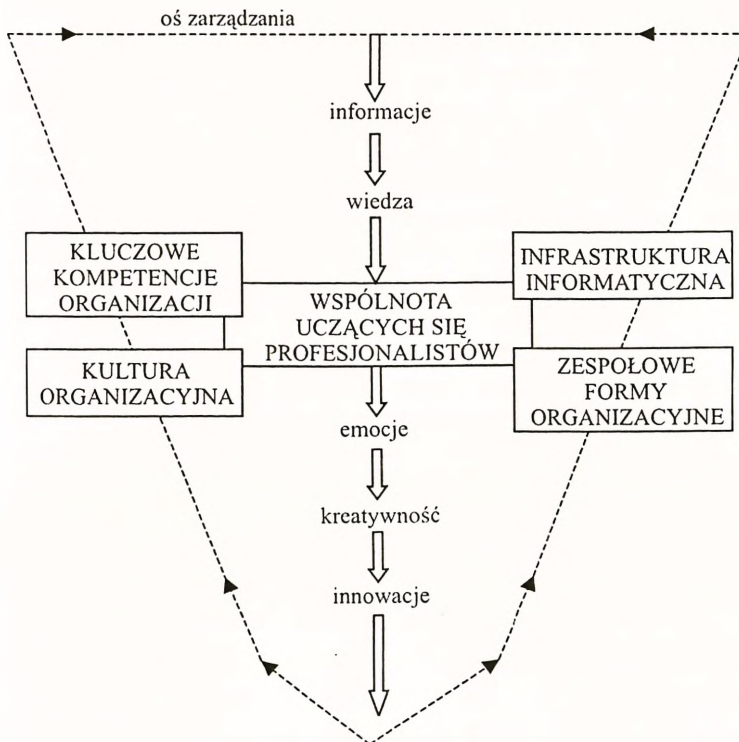 oś zarządzania
informacje
wiedza
KLUCZOWE
KOMPETENCJE
ORGANIZACJI
INFRASTRUKTURA
INFORMATYCZNA
WSPÓLNOTA
UCZĄCYCH SIĘ
PROFESJONALISTÓW
KULTURA
ORGANIZACYJNA
ZESPOŁOWE
FORMY
ORGANIZACYJNE
emocje
kreatywność
innowacje